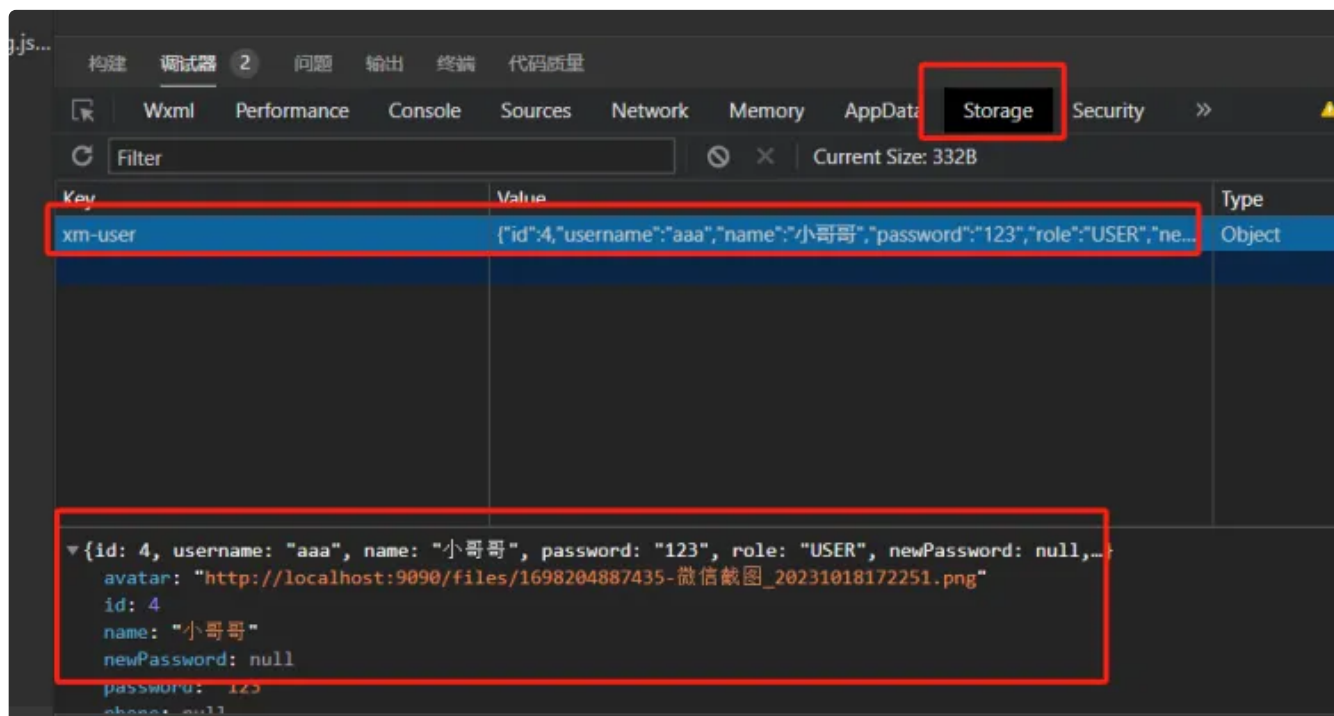 g.js...
构建 调试器 2 问题 输出 终端 代码质量
Wxml Performance Console Sources Network Memory AppData Storage Security »
Filter Current Size: 332B
Key Value Type
xm-user {"id":4,"username":"aaa","name":"小哥哥","password":"123","role":"USER","ne... Object
▼{id: 4, username: "aaa", name: "小哥哥", password: "123", role: "USER", newPassword: null,…}
avatar: "http://localhost:9090/files/1698204887435-微信截图_20231018172251.png"
id: 4
name: "小哥哥"
newPassword: null
password: "123"
phone: null